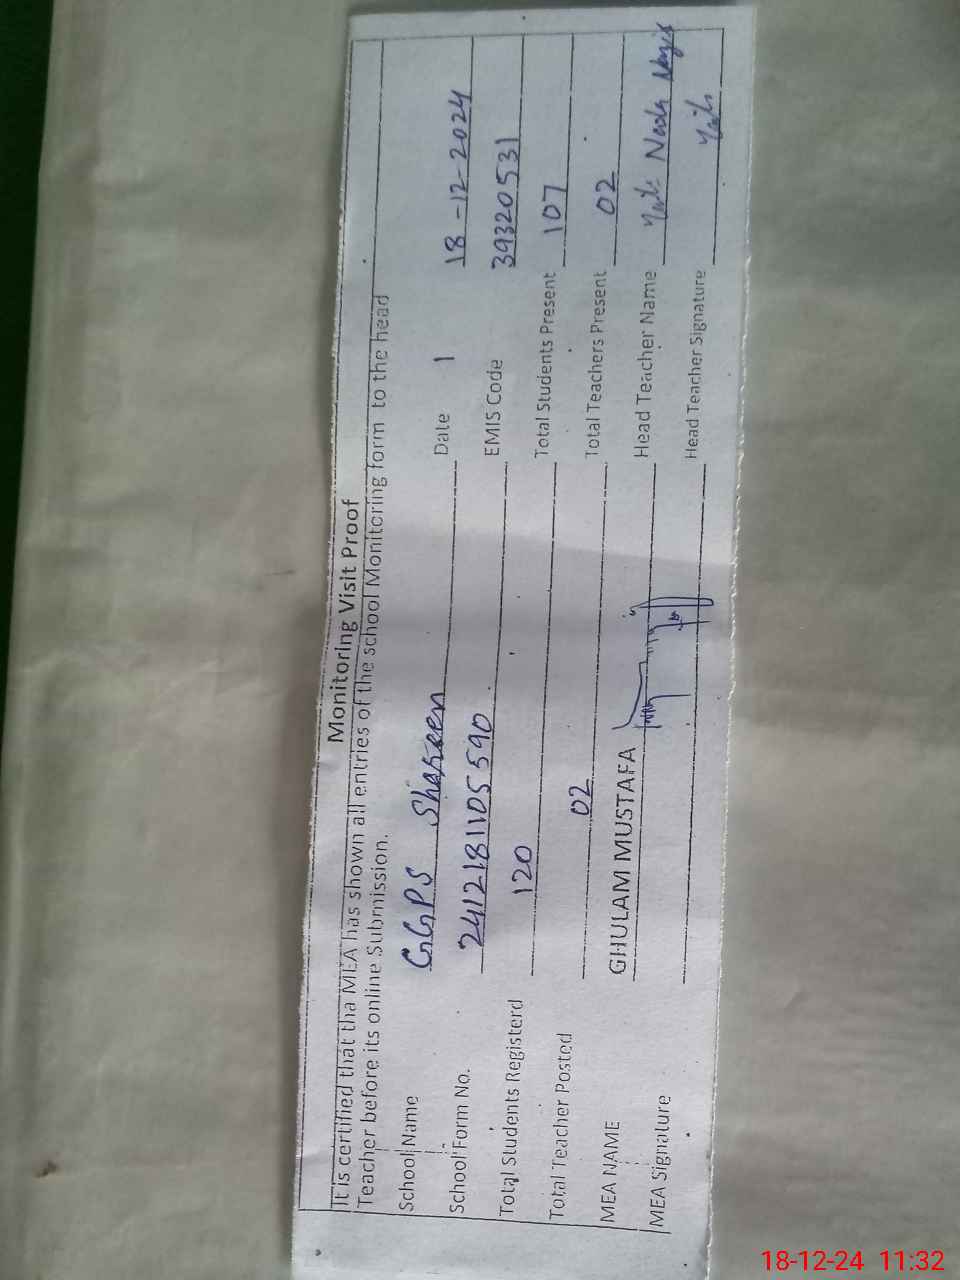 Monitoring Visit Proof
It is certified that tha MEA has shown all entries of the school Monitoring form to the head
Teacher before its online Submission.
School Name GGPS Shaheen Date 18-12-2024
School Form No. 2412181105590 EMIS Code 39320531
Total Students Registerd 120 Total Students Present 107
Total Teacher Posted 02 Total Teachers Present 02
MEA NAME GHULAM MUSTAFA Head Teacher Name
MEA Signature Head Teacher Signature
18-12-24 11:32